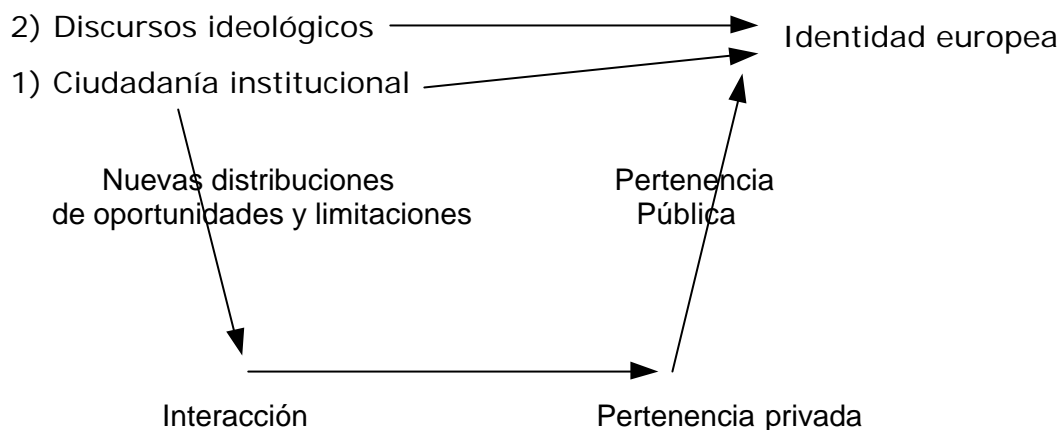 2) Discursos ideológicos
Identidad europea
1) Ciudadanía institucional
Nuevas distribuciones
de oportunidades y limitaciones
Pertenencia
Pública
Interacción
Pertenencia privada